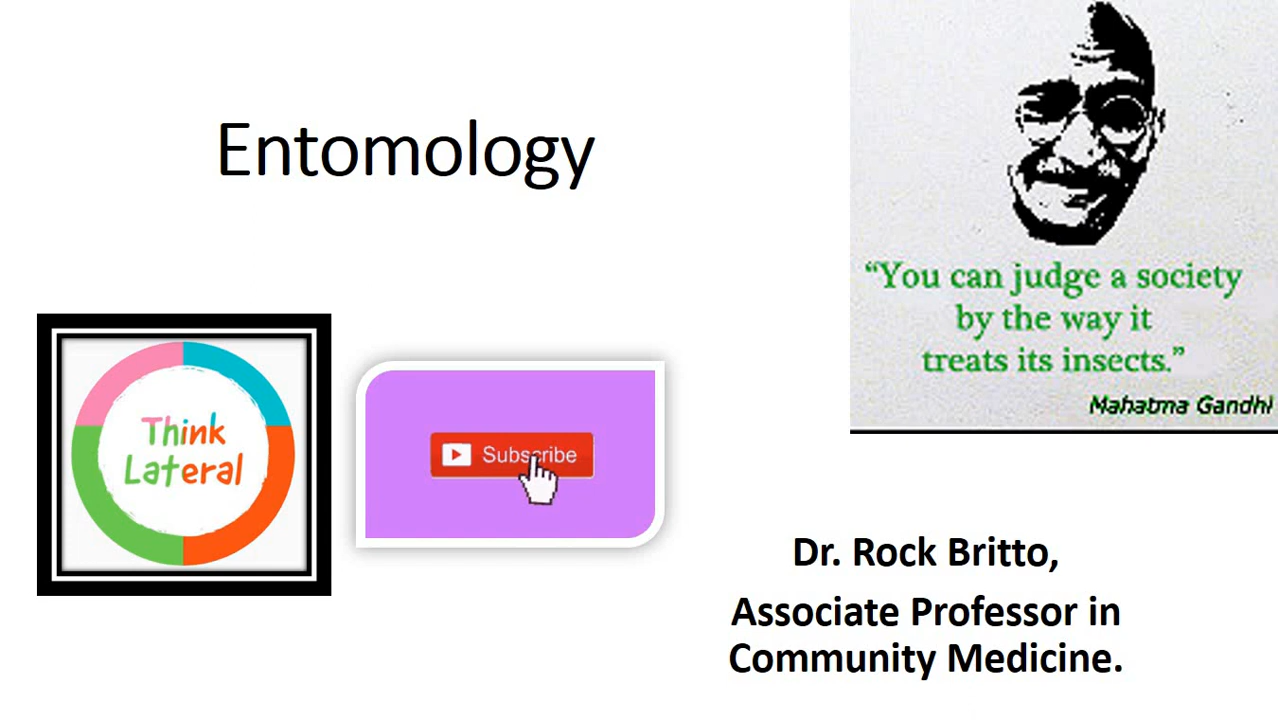 Entomology
“You can judge a society
by the way it
treats its insects.”
Mahatma Gandhi
Think
Lateral
Subscribe
Dr. Rock Britto,
Associate Professor in
Community Medicine.